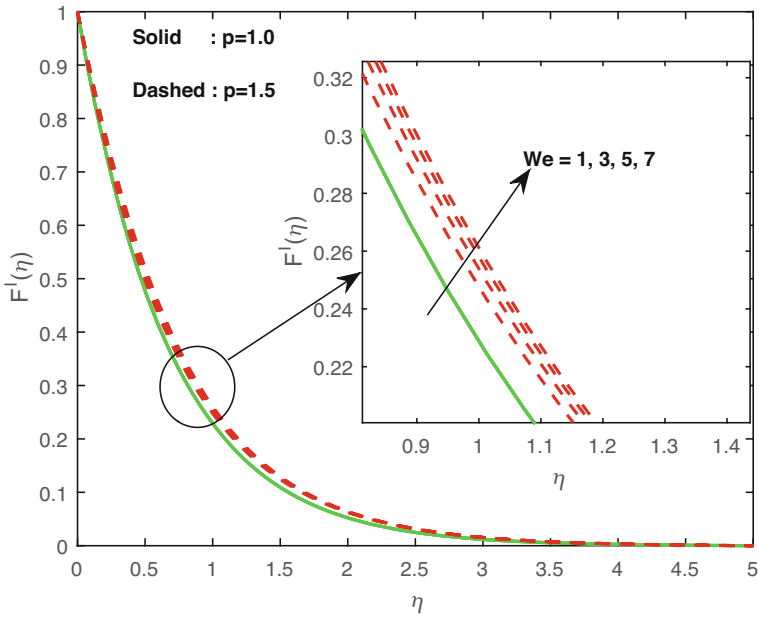 Solid : p=1.0
Dashed : p=1.5
We = 1, 3, 5, 7
F^I(η)
1
0.9
0.8
0.7
0.6
0.5
0.4
0.3
0.2
0.1
0
0 0.5 1 1.5 2 2.5 3 3.5 4 4.5 5
η
F^I(η)
0.32
0.3
0.28
0.26
0.24
0.22
0.9 1 1.1 1.2 1.3 1.4
η